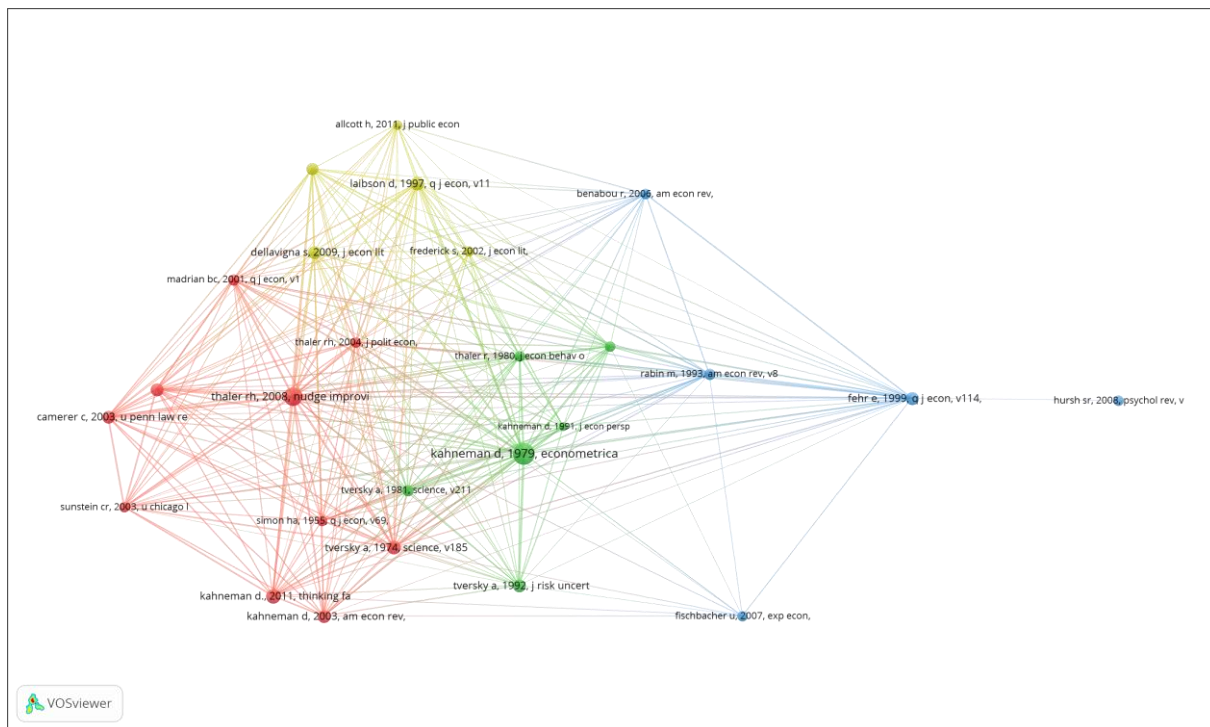 allcott h, 2011, j public econ
laibson d, 1997, q j econ, v11
benabou r, 2006, am econ rev,
dellavigna s, 2009, j econ lit
frederick s, 2002, j econ lit,
madrian bc, 2001, q j econ, v1
thaler rh, 2004, j polit econ,
thaler r, 1980, j econ behav o
rabin m, 1993, am econ rev, v8
thaler rh, 2008, nudge improvi
fehr e, 1999, q j econ, v114,
hursh sr, 2008, psychol rev, v
camerer c, 2003, u penn law re
kahneman d, 1991, j econ persp
kahneman d, 1979, econometrica
tversky a, 1981, science, v211
sunstein cr, 2003, u chicago l
simon ha, 1955, q j econ, v69,
tversky a, 1974, science, v185
tversky a, 1992, j risk uncert
kahneman d., 2011, thinking fa
kahneman d, 2003, am econ rev,
fischbacher u, 2007, exp econ,
VOSviewer